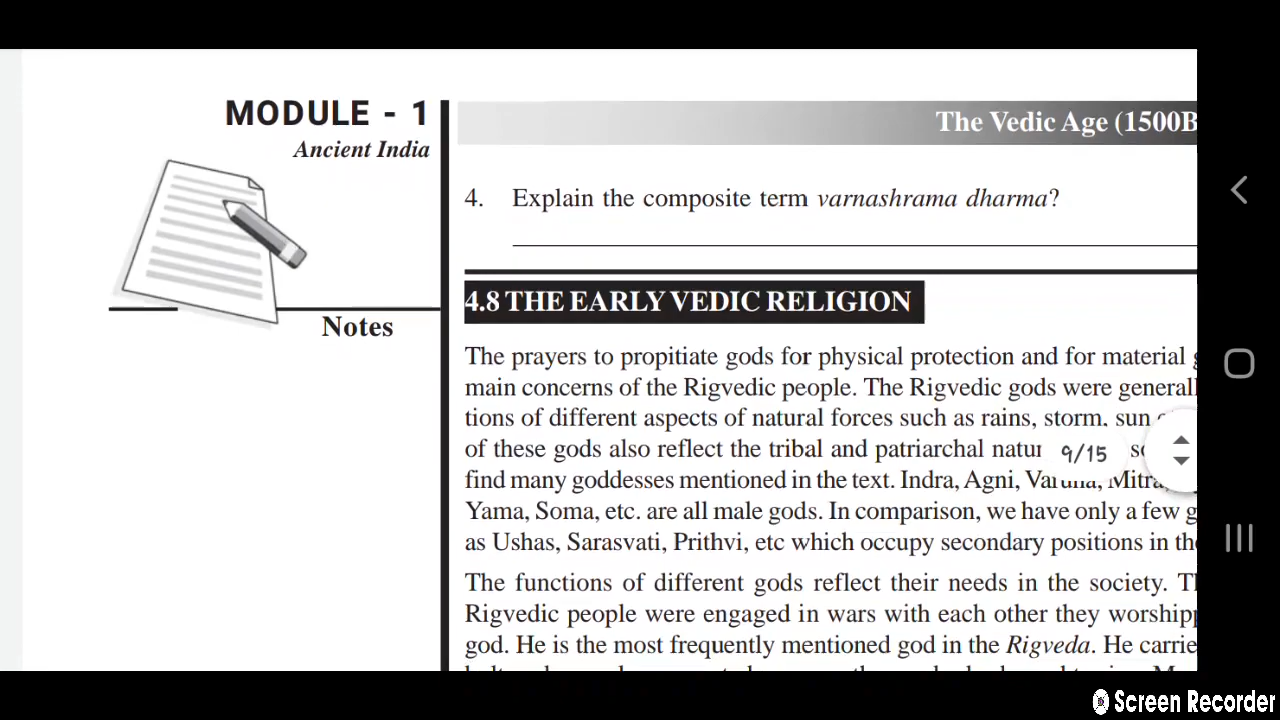 MODULE - 1
Ancient India
Notes
The Vedic Age (1500B
4. Explain the composite term varnashrama dharma?
4.8 THE EARLY VEDIC RELIGION
The prayers to propitiate gods for physical protection and for material
main concerns of the Rigvedic people. The Rigvedic gods were
tions of different aspects of natural forces such as rains, storm, sun
of these gods also reflect the tribal and patriarchal
find many goddesses mentioned in the text. Indra, Agni, Varuna, Mitra,
Yama, Soma, etc. are all male gods. In comparison, we have only a few
as Ushas, Sarasvati, Prithvi, etc which occupy secondary positions in
The functions of different gods reflect their needs in the society.
Rigvedic people were engaged in wars with each other they
god. He is the most frequently mentioned god in the Rigveda. He
9/15
Screen Recorder